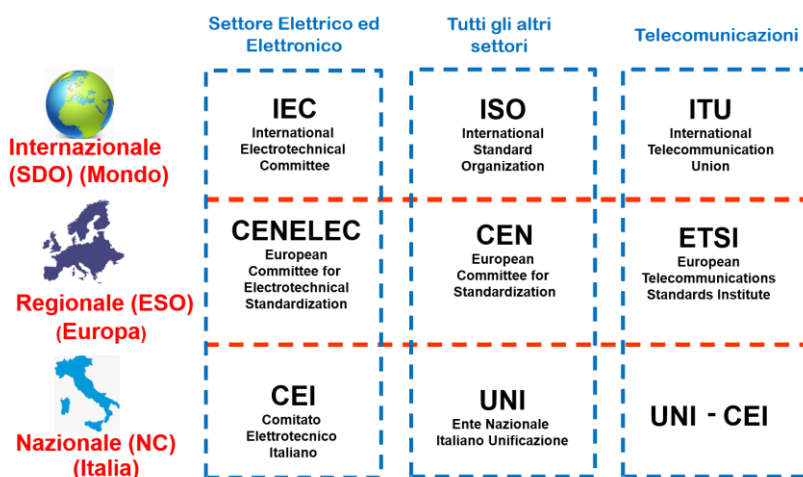 Settore Elettrico ed
Elettronico
Tutti gli altri
settori
Telecomunicazioni
Internazionale
(SDO) (Mondo)
IEC
International
Electrotechnical
Committee
ISO
International
Standard
Organization
ITU
International
Telecommunication
Union
Regionale (ESO)
(Europa)
CENELEC
European
Committee for
Electrotechnical
Standardization
CEN
European
Committee for
Standardization
ETSI
European
Telecommunications
Standards Institute
Nazionale (NC)
(Italia)
CEI
Comitato
Elettrotecnico
Italiano
UNI
Ente Nazionale
Italiano Unificazione
UNI - CEI